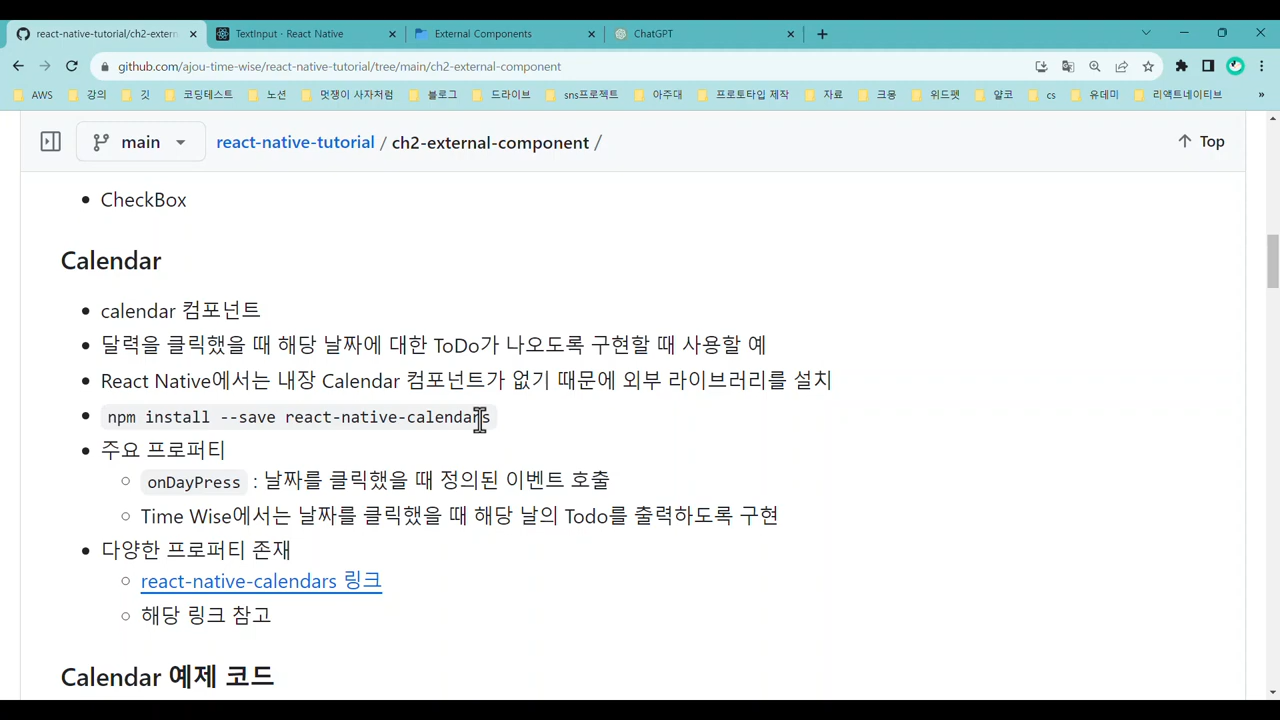 react-native-tutorial/ch2-extern
TextInput · React Native
External Components
ChatGPT
github.com/ajou-time-wise/react-native-tutorial/tree/main/ch2-external-component
AWS 강의 깃 코딩테스트 노션 멋쟁이 사자처럼 블로그 드라이브 sns프로젝트 아주대 프로토타입 제작 자료 크몽 위드펫 얄코 cs 유데미 리액트네이티브 »
main react-native-tutorial / ch2-external-component / Top
CheckBox
Calendar
calendar 컴포넌트
달력을 클릭했을 때 해당 날짜에 대한 ToDo가 나오도록 구현할 때 사용할 예
React Native에서는 내장 Calendar 컴포넌트가 없기 때문에 외부 라이브러리를 설치
npm install --save react-native-calendars
주요 프로퍼티
onDayPress : 날짜를 클릭했을 때 정의된 이벤트 호출
Time Wise에서는 날짜를 클릭했을 때 해당 날의 Todo를 출력하도록 구현
다양한 프로퍼티 존재
react-native-calendars 링크
해당 링크 참고
Calendar 예제 코드